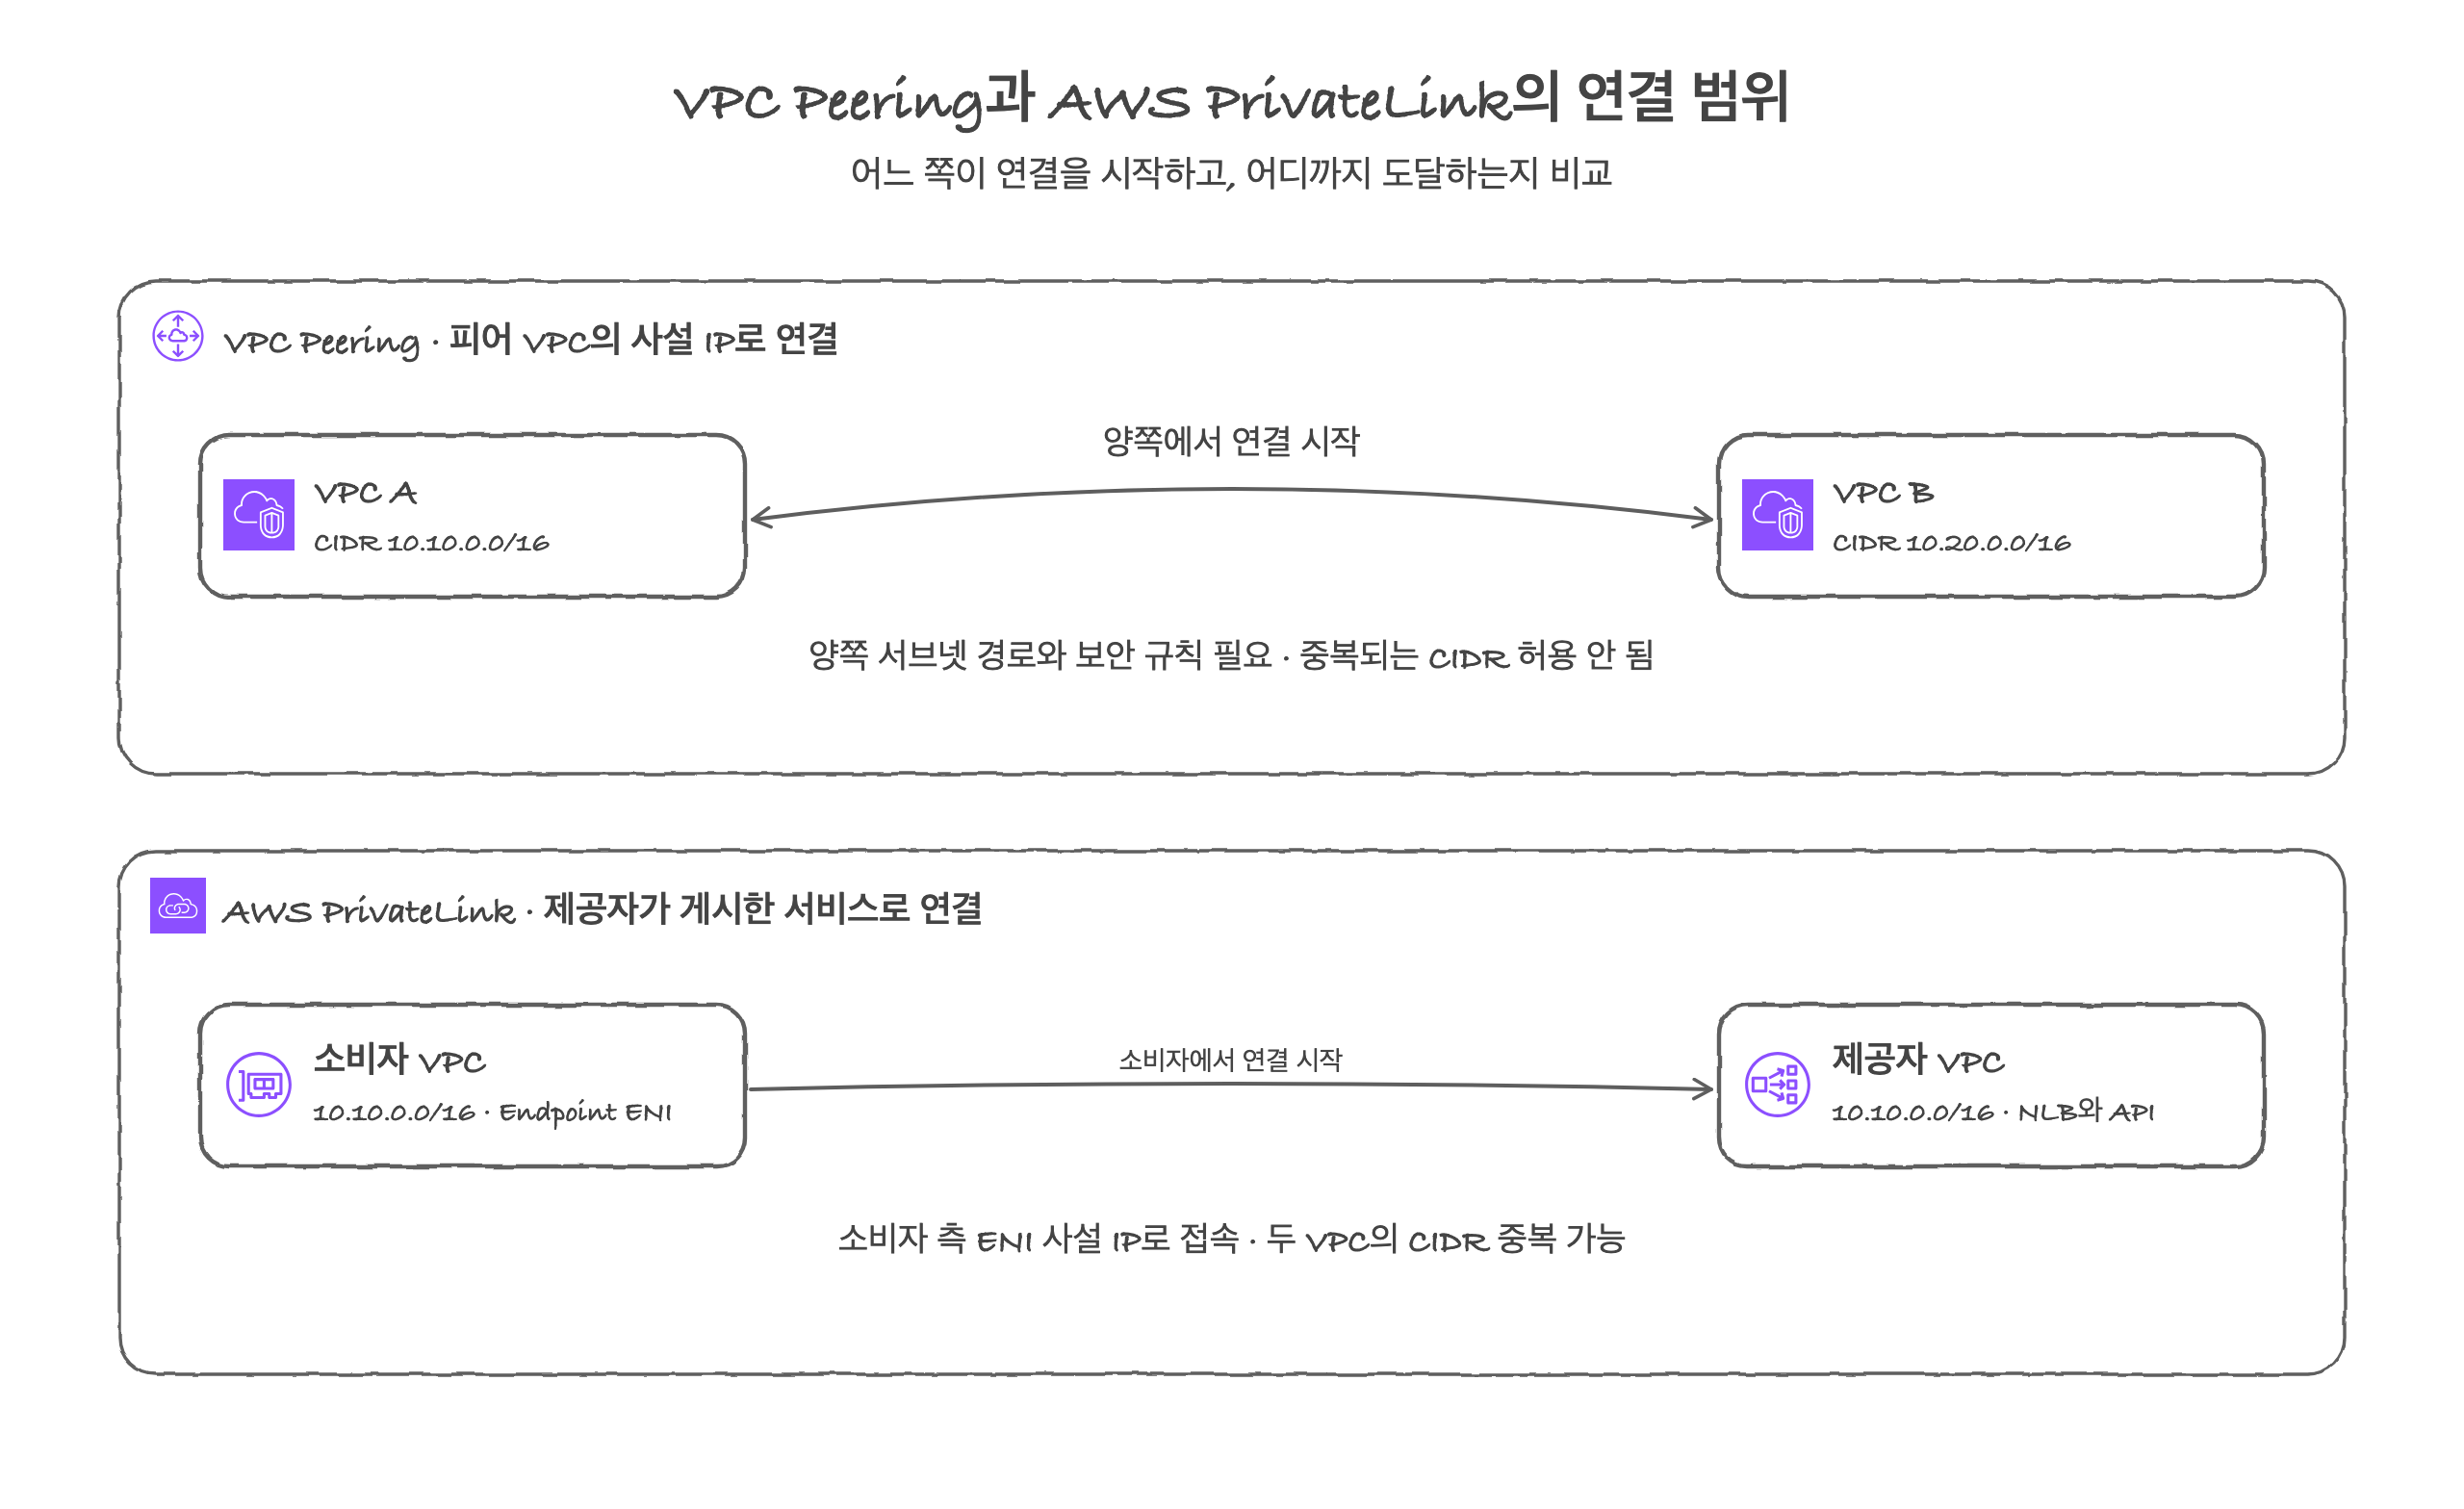 VPC Peering과 AWS PrivateLink의 연결 범위
어느 쪽이 연결을 시작하고, 어디까지 도달하는지 비교
VPC Peering · 피어 VPC의 사설 IP로 연결
양쪽에서 연결 시작
VPC A
CIDR 10.10.0.0/16
VPC B
CIDR 10.20.0.0/16
양쪽 서브넷 경로와 보안 규칙 필요 · 중복되는 CIDR 허용 안 됨
AWS PrivateLink · 제공자가 게시한 서비스로 연결
소비자에서 연결 시작
소비자 VPC
10.10.0.0/16 · Endpoint ENI
제공자 VPC
10.10.0.0/16 · NLB와 API
소비자 측 ENI 사설 IP로 접속 · 두 VPC의 CIDR 중복 가능